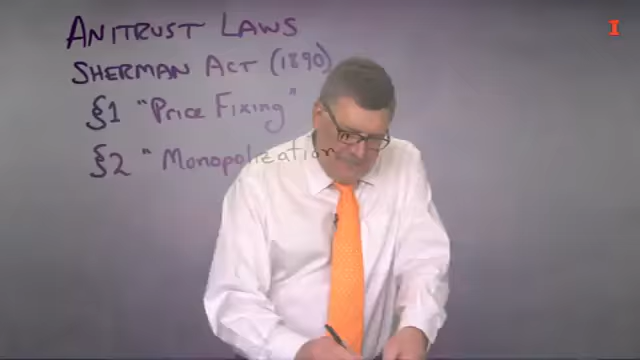 ANITRUST LAWS
SHERMAN ACT (1890)
§1 "Price Fixing"
§2 "Monopolization
I